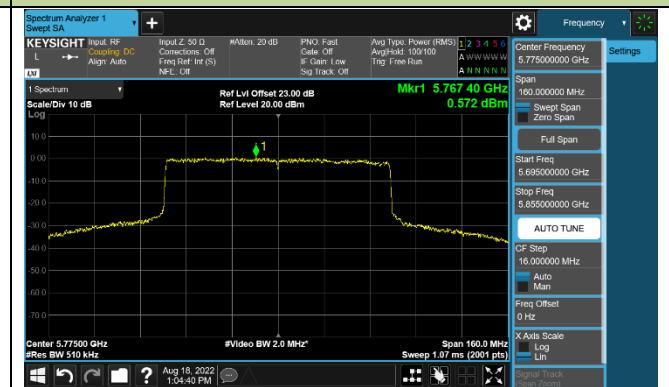 Spectrum Analyzer 1
Swept SA
Frequency
KEYSIGHT
Input: RF
Coupling: DC
Align: Auto
Input Z: 50 Ω
Corrections: Off
Freq Ref: Int (S)
NFE: Off
#Atten: 20 dB
PNO: Fast
Gate: Off
IF Gain: Low
Sig Track: Off
Avg Type: Power (RMS)
Avg|Hold: 100/100
Trig: Free Run
1 2 3 4 5 6
A W W W W W
A N N N N N
L
LXI
1 Spectrum
Scale/Div 10 dB
Log
Ref Lvl Offset 23.00 dB
Ref Level 20.00 dBm
Mkr1 5.767 40 GHz
0.572 dBm
1
10.0
0.00
-10.0
-20.0
-30.0
-40.0
-50.0
-60.0
-70.0
Center 5.77500 GHz
#Res BW 510 kHz
#Video BW 2.0 MHz*
Span 160.0 MHz
Sweep 1.07 ms (2001 pts)
Aug 18, 2022
1:04:40 PM
Center Frequency
5.775000000 GHz
Settings
Span
160.000000 MHz
Swept Span
Zero Span
Full Span
Start Freq
5.695000000 GHz
Stop Freq
5.855000000 GHz
AUTO TUNE
CF Step
16.000000 MHz
Auto
Man
Freq Offset
0 Hz
X Axis Scale
Log
Lin
Signal Track
(Span Zoom)